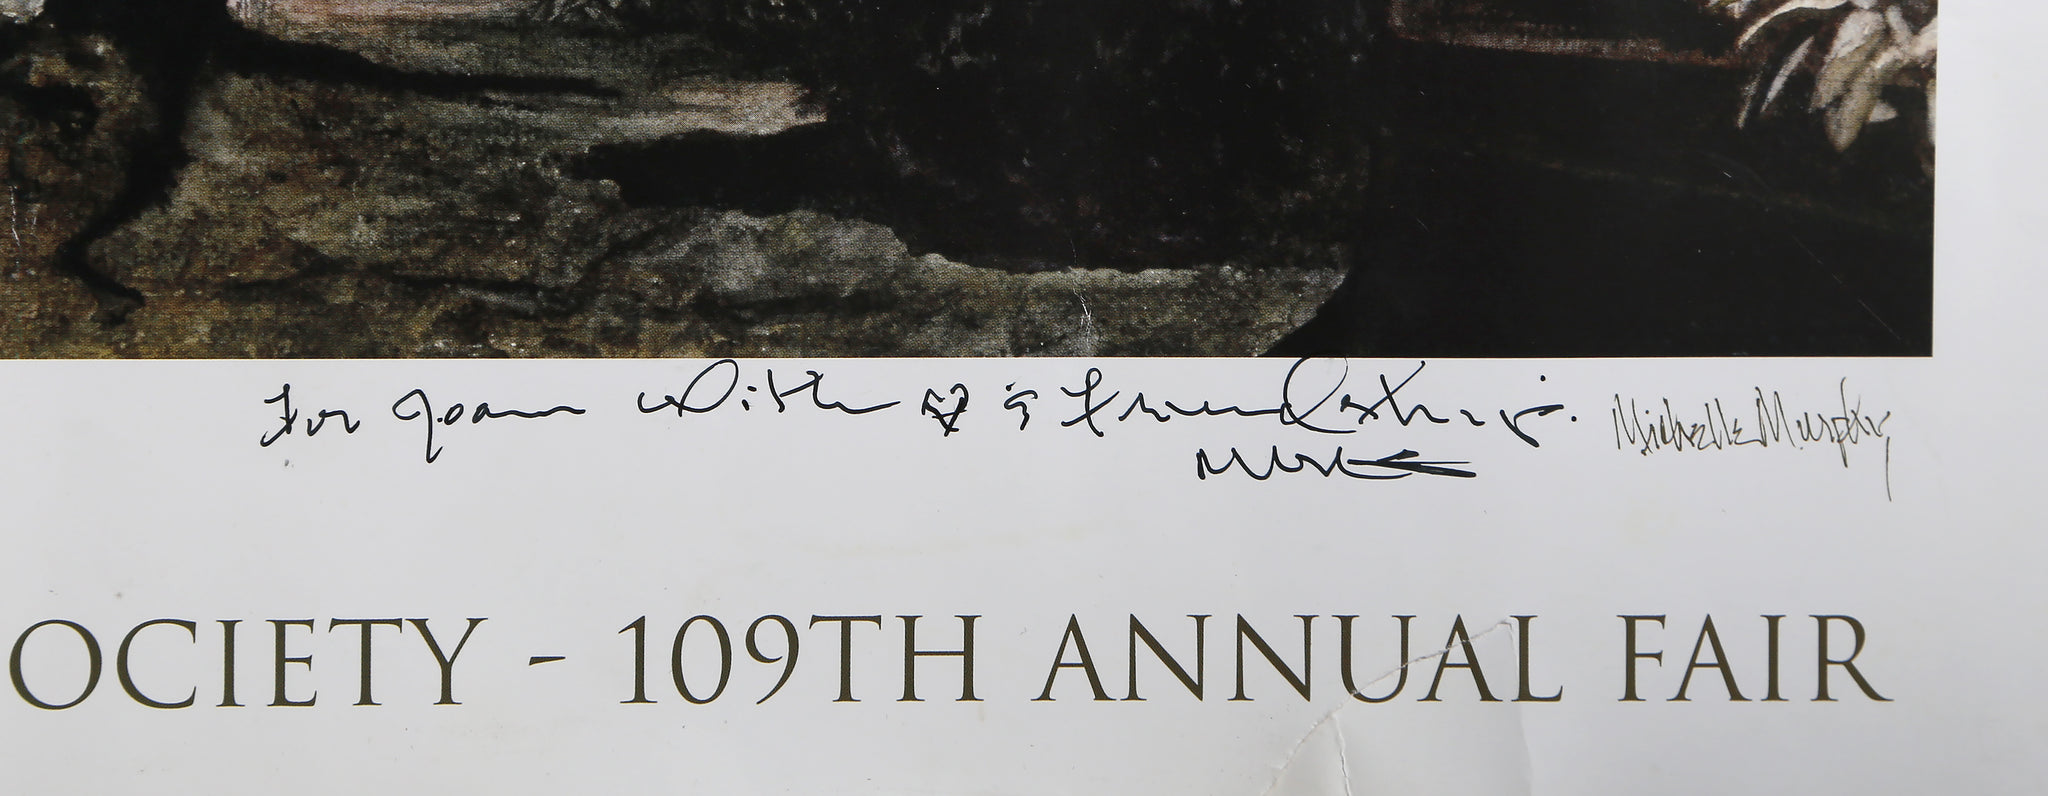 For Joan with ♡ & Friendship. Michelle Murphy
OCIETY - 109TH ANNUAL FAIR